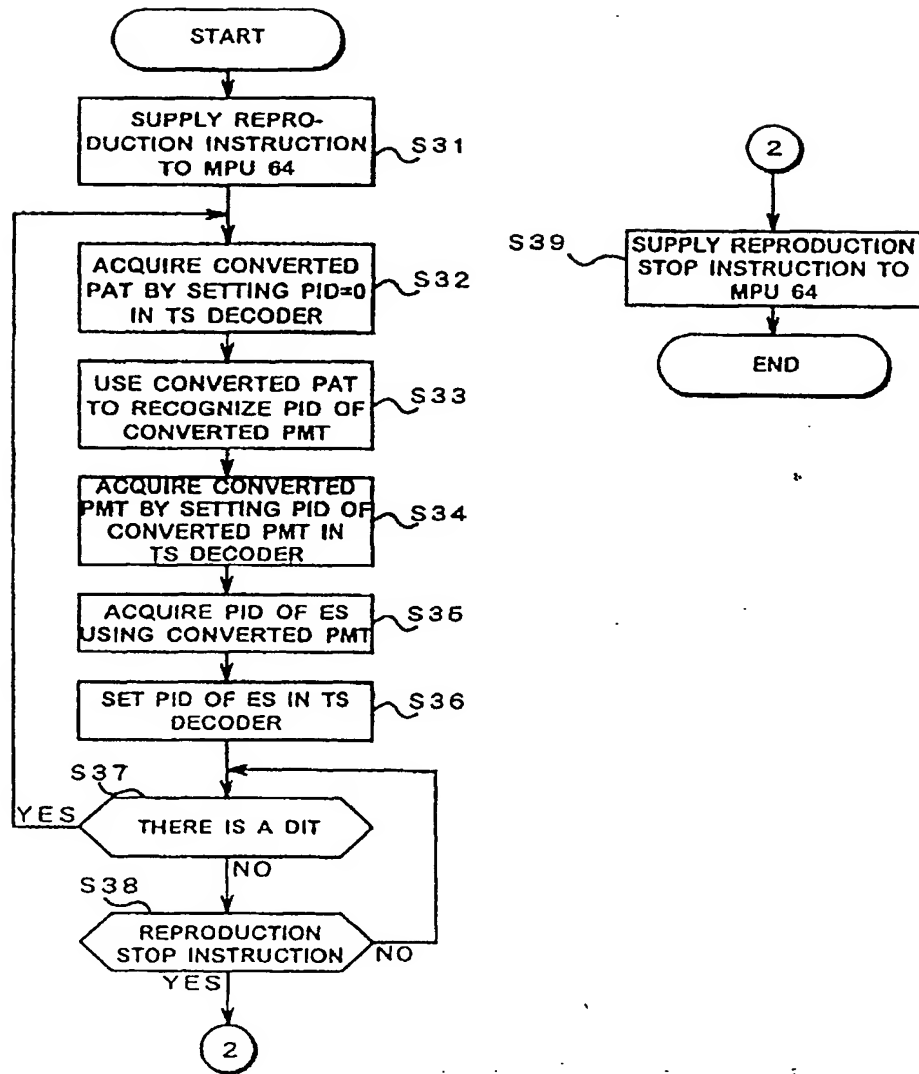 START
SUPPLY REPRO-
DUCTION INSTRUCTION
TO MPU 64
S31
ACQUIRE CONVERTED
PAT BY SETTING PID=0
IN TS DECODER
S32
USE CONVERTED PAT
TO RECOGNIZE PID OF
CONVERTED PMT
S33
ACQUIRE CONVERTED
PMT BY SETTING PID OF
CONVERTED PMT IN
TS DECODER
S34
ACQUIRE PID OF ES
USING CONVERTED PMT
S35
SET PID OF ES IN TS
DECODER
S36
S37
YES
THERE IS A DIT
NO
S38
REPRODUCTION
STOP INSTRUCTION
NO
YES
2
2
S39
SUPPLY REPRODUCTION
STOP INSTRUCTION TO
MPU 64
END